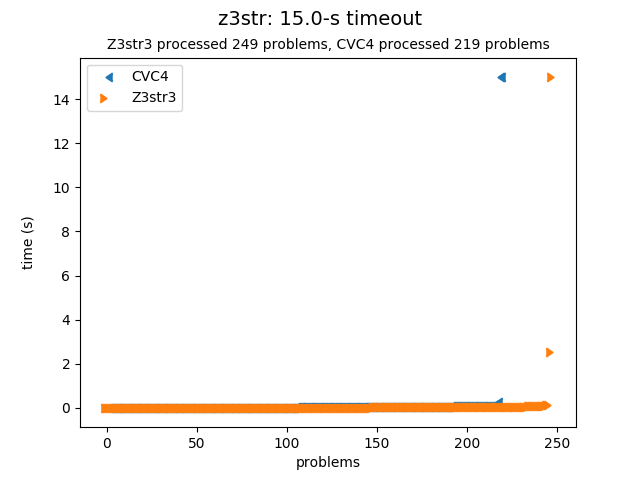 z3str: 15.0-s timeout
Z3str3 processed 249 problems, CVC4 processed 219 problems
CVC4
Z3str3
14
12
10
8
6
4
2
0
time (s)
0 50 100 150 200 250
problems